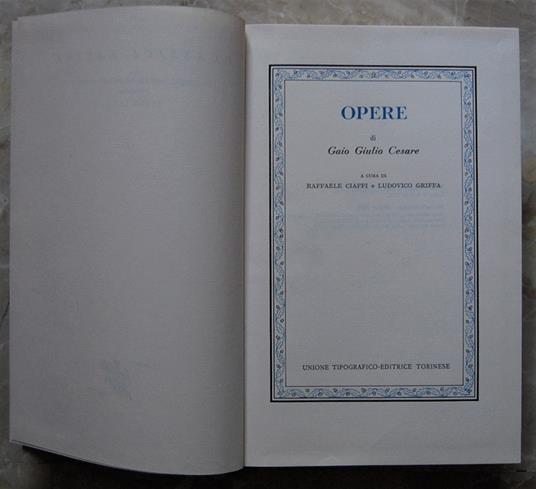 OPERE
di
Gaio Giulio Cesare
A CURA DI
RAFFAELE CIAFFI e LUDOVICO GRIFFA
UNIONE TIPOGRAFICO-EDITRICE TORINESE